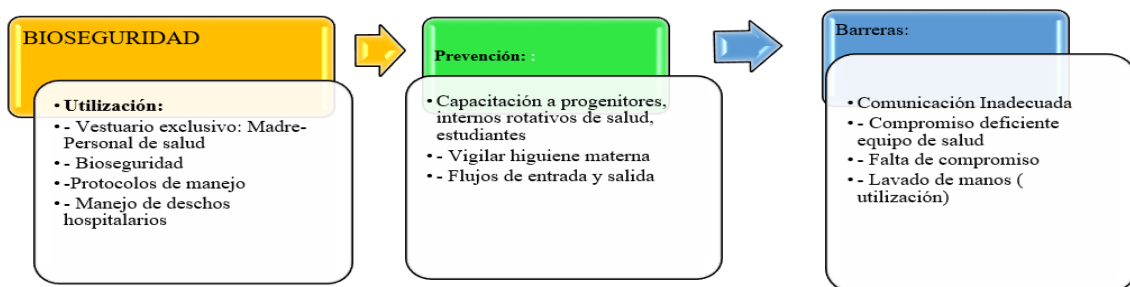 BIOSEGURIDAD
• Utilización:
• - Vestuario exclusivo: Madre-
Personal de salud
• - Bioseguridad
• -Protocolos de manejo
• - Manejo de deschos
hospitalarios
Prevención: :
• Capacitación a progenitores,
internos rotativos de salud,
estudiantes
• - Vigilar higuiene materna
• - Flujos de entrada y salida
Barreras:
• Comunicación Inadecuada
• - Compromiso deficiente
equipo de salud
• - Falta de compromiso
• - Lavado de manos (
utilización)